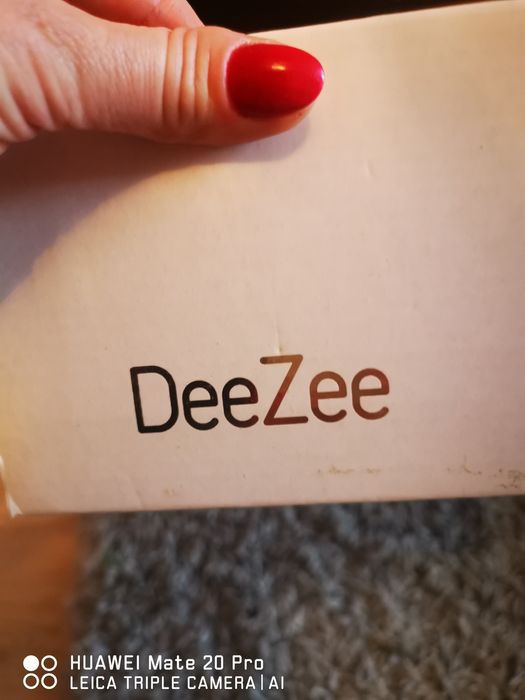 DeeZee
HUAWEI Mate 20 Pro
LEICA TRIPLE CAMERA | AI